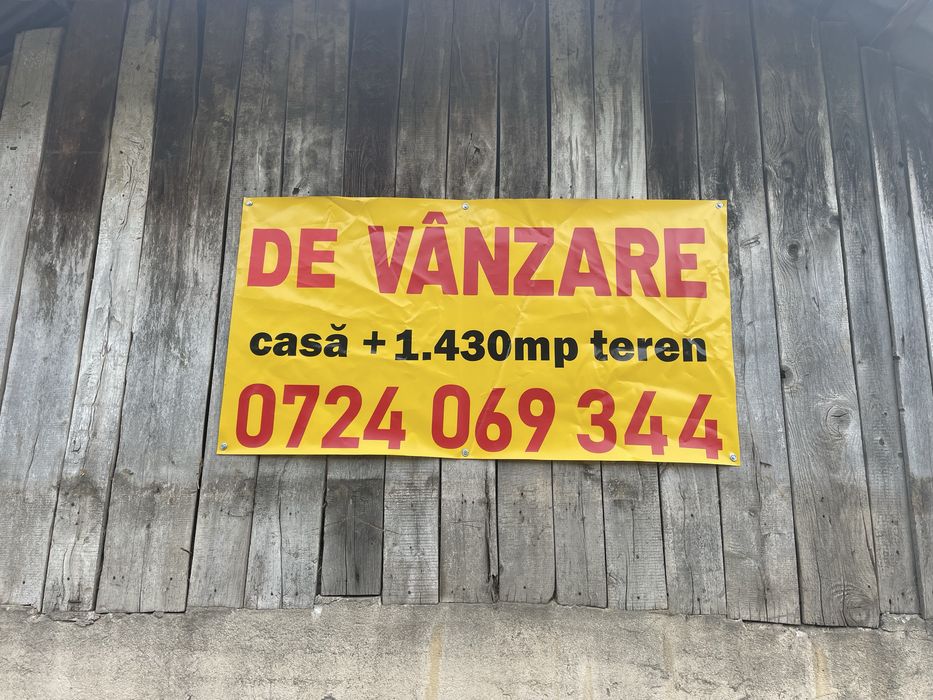 DE VÂNZARE
casă + 1.430mp teren
0724 069 344